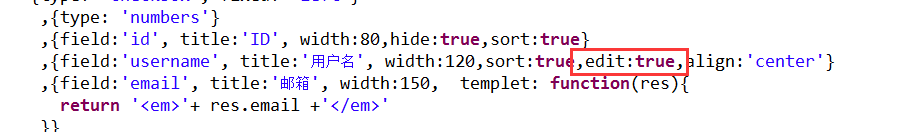 ,{type: 'numbers'}
,{field:'id', title:'ID', width:80,hide:true,sort:true}
,{field:'username', title:'用户名', width:120,sort:true,edit:true,align:'center'}
,{field:'email', title:'邮箱', width:150,  templet: function(res){
return '<em>'+ res.email +'</em>'
}}